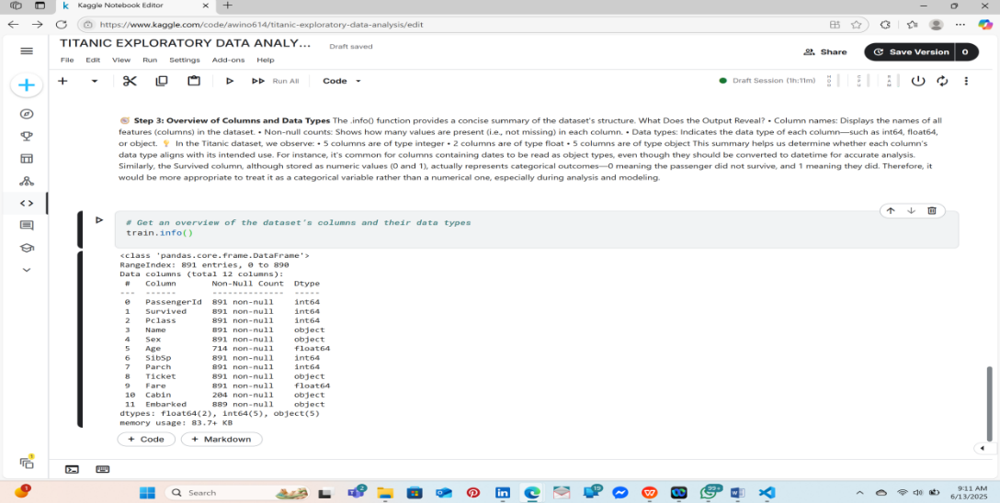 Kaggle Notebook Editor
https://www.kaggle.com/code/awino614/titanic-exploratory-data-analysis/edit
TITANIC EXPLORATORY DATA ANALY...
Draft saved
Share
Save Version
0
File Edit View Run Settings Add-ons Help
Run All
Code
Draft Session (1h:11m)
Step 3: Overview of Columns and Data Types The .info() function provides a concise summary of the dataset's structure. What Does the Output Reveal? • Column names: Displays the names of all
features (columns) in the dataset. • Non-null counts: Shows how many values are present (i.e., not missing) in each column. • Data types: Indicates the data type of each column—such as int64, float64,
or object. 💡 In the Titanic dataset, we observe: • 5 columns are of type integer • 2 columns are of type float • 5 columns are of type object This summary helps us determine whether each column's
data type aligns with its intended use. For instance, it's common for columns containing dates to be read as object types, even though they should be converted to datetime for accurate analysis.
Similarly, the Survived column, although stored as numeric values (0 and 1), actually represents categorical outcomes—0 meaning the passenger did not survive, and 1 meaning they did. Therefore, it
would be more appropriate to treat it as a categorical variable rather than a numerical one, especially during analysis and modeling.
# Get an overview of the dataset's columns and their data types
train.info()
<class 'pandas.core.frame.DataFrame'>
RangeIndex: 891 entries, 0 to 890
Data columns (total 12 columns):
# Column Non-Null Count Dtype
--- ------ -------------- -----
0 PassengerId 891 non-null int64
1 Survived 891 non-null int64
2 Pclass 891 non-null int64
3 Name 891 non-null object
4 Sex 891 non-null object
5 Age 714 non-null float64
6 SibSp 891 non-null int64
7 Parch 891 non-null int64
8 Ticket 891 non-null object
9 Fare 891 non-null float64
10 Cabin 204 non-null object
11 Embarked 889 non-null object
dtypes: float64(2), int64(5), object(5)
memory usage: 83.7+ KB
+ Code
+ Markdown
Search
9:11 AM
6/13/2025